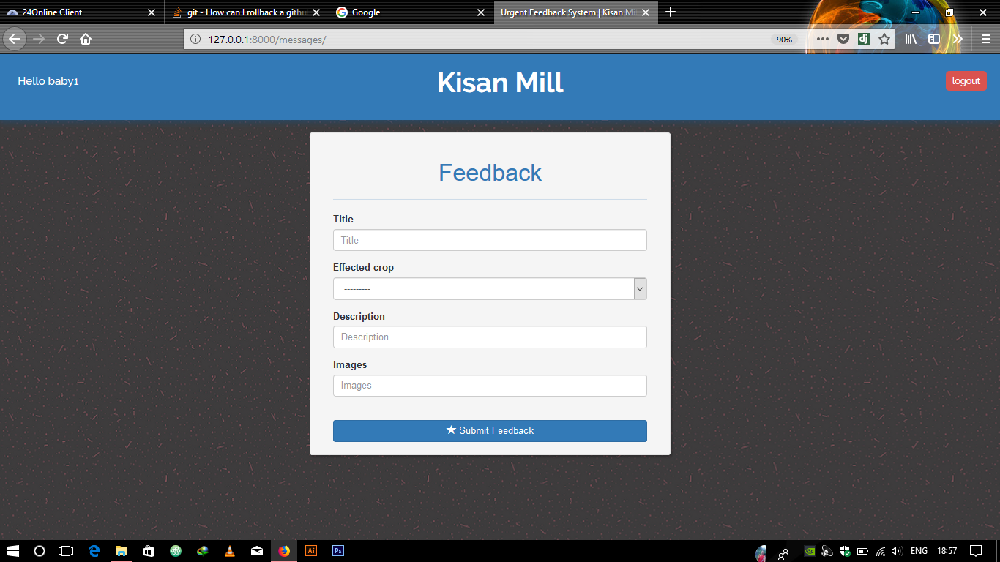 24Online Client
git - How can I rollback a githu
Google
Urgent Feedback System | Kisan Mil
127.0.0.1:8000/messages/
90%
dj
Hello baby1
Kisan Mill
logout
Feedback
Title
Title
Effected crop
---------
Description
Description
Images
Images
Submit Feedback
Ai
Ps
ENG
18:57